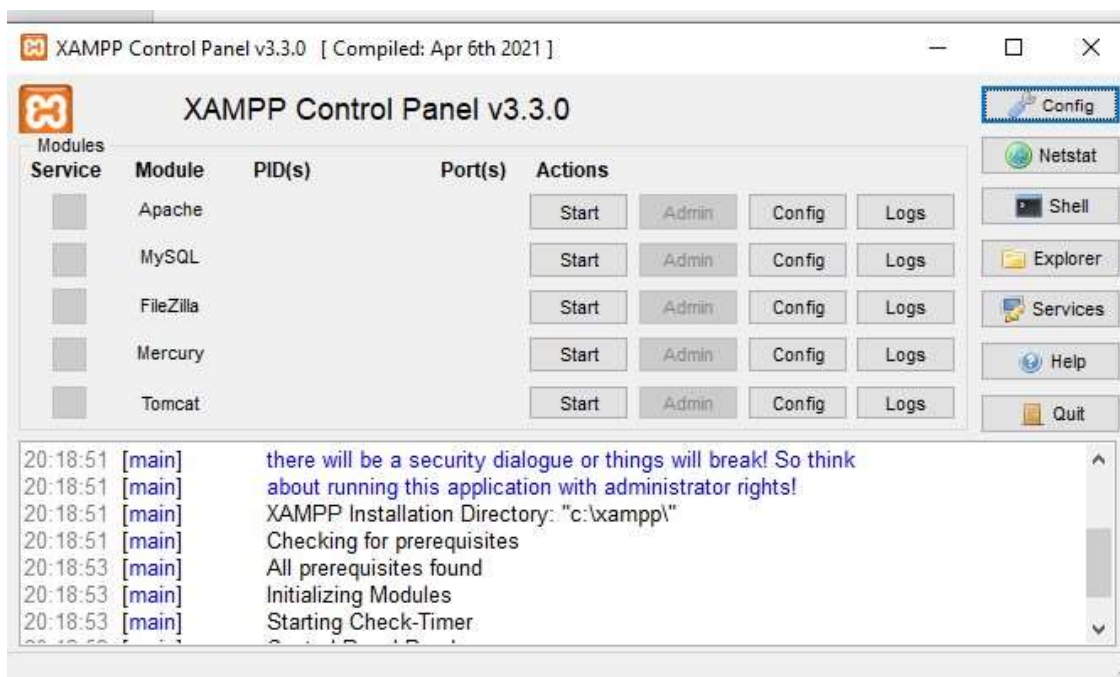 XAMPP Control Panel v3.3.0 [ Compiled: Apr 6th 2021 ]
XAMPP Control Panel v3.3.0
Config
Modules
Service Module PID(s) Port(s) Actions
Netstat
Apache Start Admin Config Logs
Shell
MySQL Start Admin Config Logs
Explorer
FileZilla Start Admin Config Logs
Services
Mercury Start Admin Config Logs
Help
Tomcat Start Admin Config Logs
Quit
20:18:51 [main] there will be a security dialogue or things will break! So think
20:18:51 [main] about running this application with administrator rights!
20:18:51 [main] XAMPP Installation Directory: "c:\xampp\"
20:18:51 [main] Checking for prerequisites
20:18:53 [main] All prerequisites found
20:18:53 [main] Initializing Modules
20:18:53 [main] Starting Check-Timer